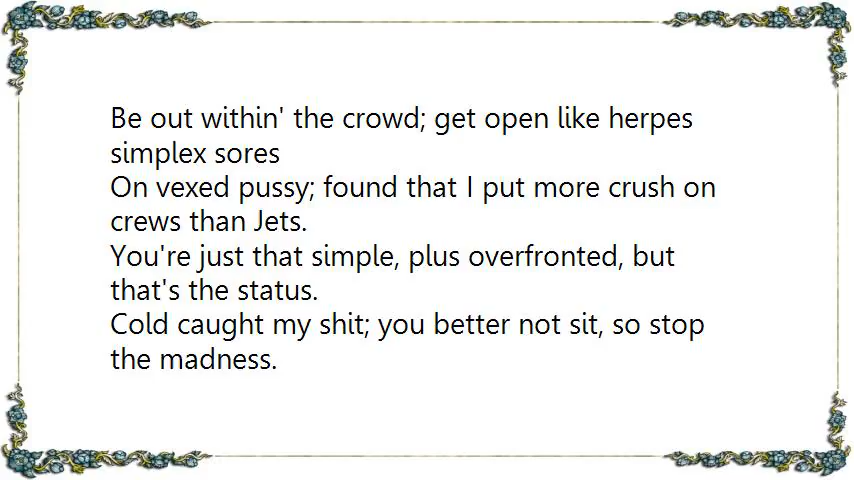 Be out within' the crowd; get open like herpes
simplex sores
On vexed pussy; found that I put more crush on
crews than Jets.
You're just that simple, plus overfronted, but
that's the status.
Cold caught my shit; you better not sit, so stop
the madness.